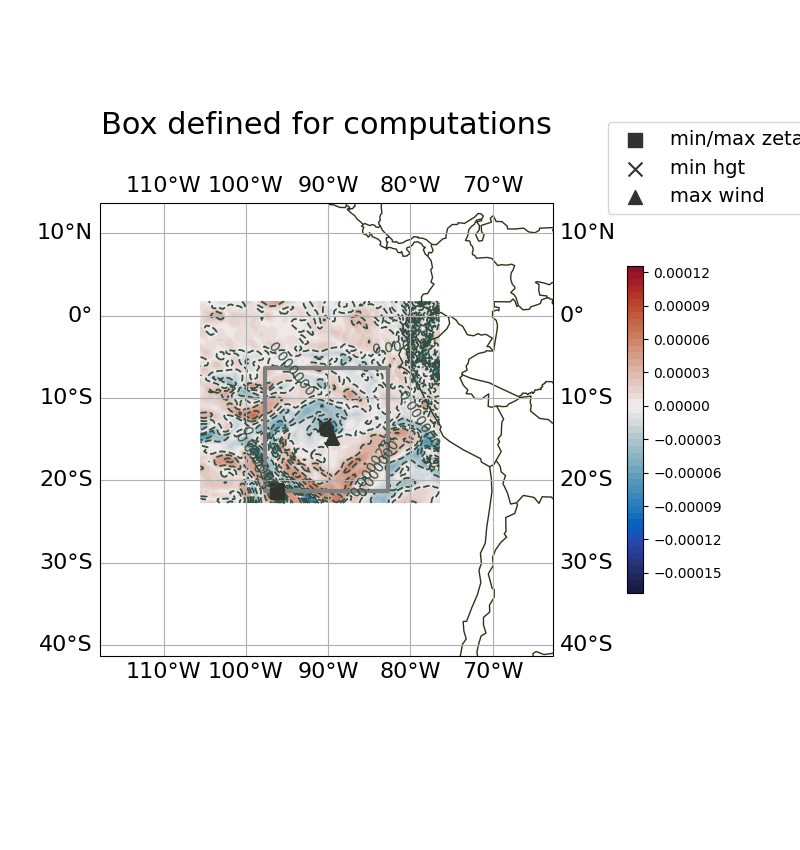 Box defined for computations
min/max zeta
min hgt
max wind
110°W 100°W 90°W 80°W 70°W
10°N 10°N
0° 0°
10°S 10°S
20°S 20°S
30°S 30°S
40°S 40°S
110°W 100°W 90°W 80°W 70°W
0.00012
0.00009
0.00006
0.00003
0.00000
−0.00003
−0.00006
−0.00009
−0.00012
−0.00015